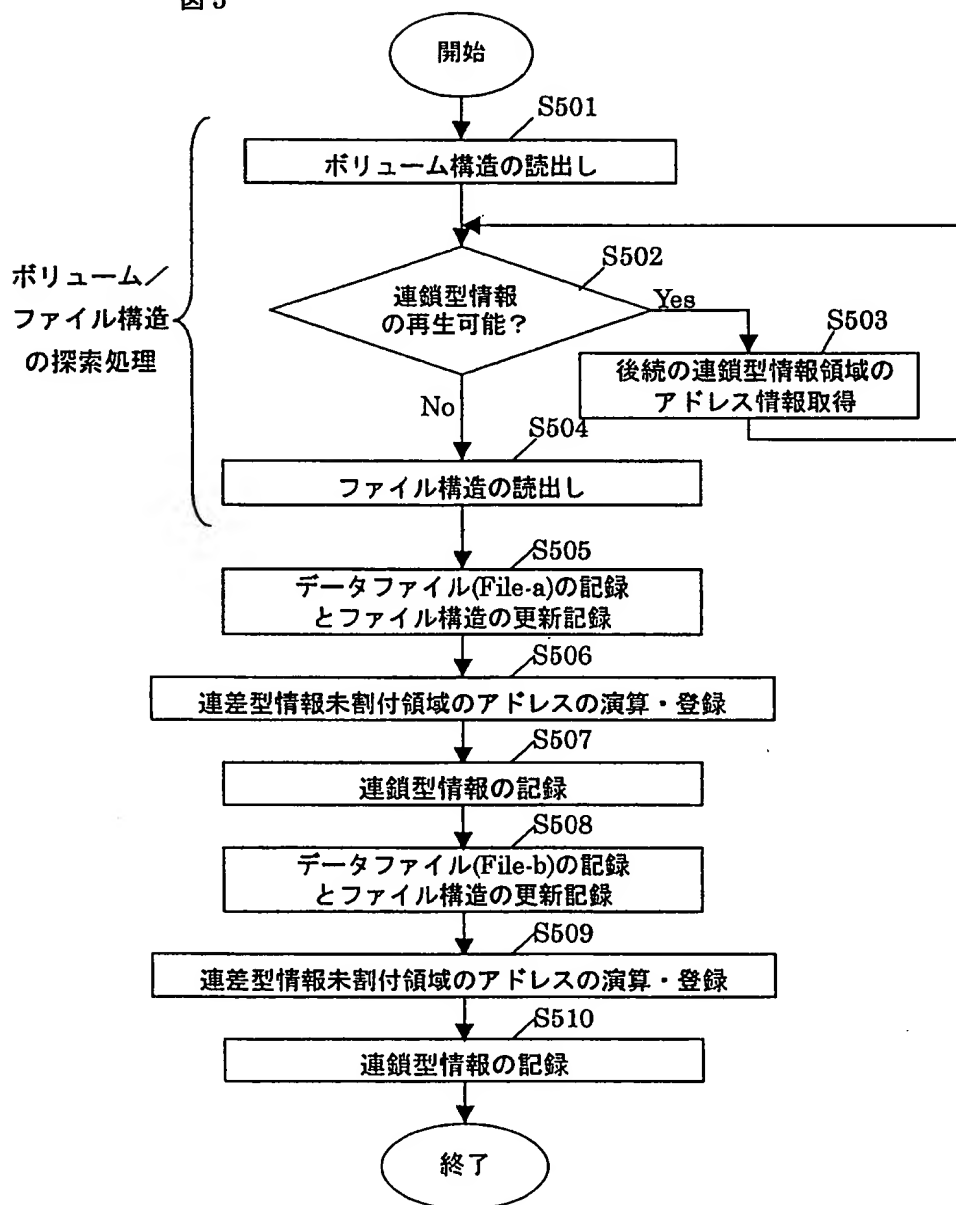 図5
開始
S501
ボリューム構造の読出し
ボリューム／
ファイル構造
の探索処理
S502
連鎖型情報
の再生可能？
Yes
S503
後続の連鎖型情報領域の
アドレス情報取得
No
S504
ファイル構造の読出し
S505
データファイル(File-a)の記録
とファイル構造の更新記録
S506
連差型情報未割付領域のアドレスの演算・登録
S507
連鎖型情報の記録
S508
データファイル(File-b)の記録
とファイル構造の更新記録
S509
連差型情報未割付領域のアドレスの演算・登録
S510
連鎖型情報の記録
終了